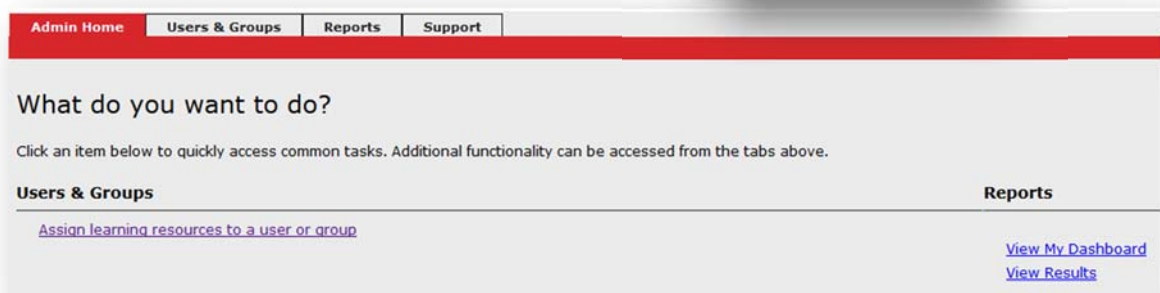 Admin Home Users & Groups Reports Support
What do you want to do?
Click an item below to quickly access common tasks. Additional functionality can be accessed from the tabs above.
Users & Groups Reports
Assign learning resources to a user or group
View My Dashboard
View Results